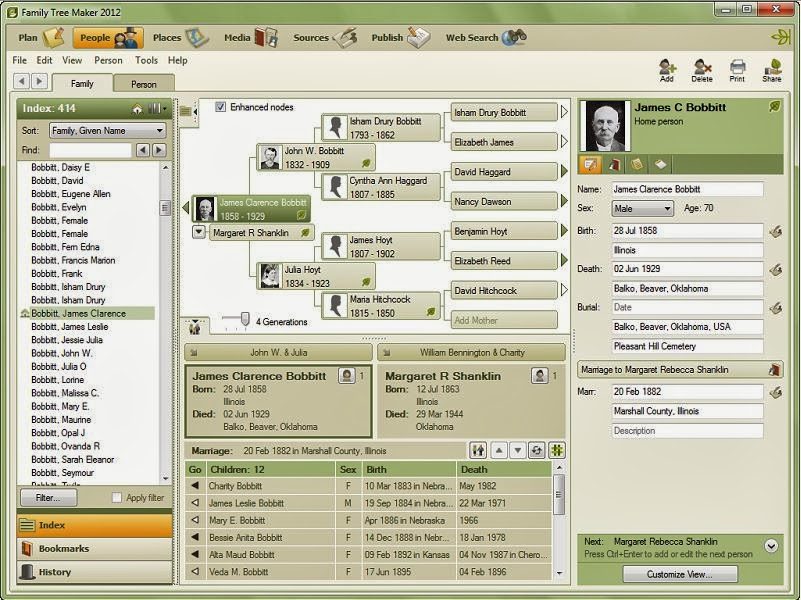 Family Tree Maker 2012
Plan People Places Media Sources Publish Web Search
File Edit View Person Tools Help
Add Delete Print Share
Family Person
Index: 414
Sort: Family, Given Name
Find:
Bobbitt, Daisy E
Bobbitt, David
Bobbitt, Eugene Allen
Bobbitt, Evelyn
Bobbitt, Female
Bobbitt, Female
Bobbitt, Fern Edna
Bobbitt, Francis Marion
Bobbitt, Frank
Bobbitt, Isham Drury
Bobbitt, Isham Drury
Bobbitt, James Clarence
Bobbitt, James Leslie
Bobbitt, Jessie Julia
Bobbitt, John W.
Bobbitt, Julia O
Bobbitt, Lorine
Bobbitt, Malissa C.
Bobbitt, Mary E.
Bobbitt, Maurine
Bobbitt, Opal J
Bobbitt, Ovanda R
Bobbitt, Sarah Eleanor
Bobbitt, Seymour
Filter... Apply filter
Index
Bookmarks
History
Enhanced nodes
James Clarence Bobbitt
1858 - 1929
Margaret R Shanklin
John W. Bobbitt
1832 - 1909
Julia Hoyt
1834 - 1923
Isham Drury Bobbitt
1793 - 1862
Cyntha Ann Haggard
1807 - 1885
James Hoyt
1807 - 1902
Maria Hitchcock
1815 - 1850
Isham Drury Bobbitt
Elizabeth James
David Haggard
Nancy Dawson
Benjamin Hoyt
Elizabeth Reed
David Hitchcock
Add Mother
4 Generations
John W. & Julia
William Bennington & Charity
James Clarence Bobbitt 1
Born: 28 Jul 1858
Illinois
Died: 02 Jun 1929
Balko, Beaver, Oklahoma
Margaret R Shanklin 1
Born: 12 Jul 1863
Illinois
Died: 29 Mar 1944
Oklahoma
Marriage: 20 Feb 1882 in Marshall County, Illinois
Go Children: 12 Sex Birth Death
Charity Bobbitt F 10 Mar 1883 in Nebra... May 1982
James Leslie Bobbitt M 19 Sep 1884 in Nebra... 22 Mar 1971
Mary E. Bobbitt F Apr 1886 in Nebraska 1966
Bessie Anita Bobbitt F 14 Dec 1888 in Nebr... 18 Jan 1978
Alta Maud Bobbitt F 09 Feb 1892 in Kansas 04 Nov 1987 in Chero...
Veda M. Bobbitt F 17 Jun 1895 04 Feb 1896
James C Bobbitt
Home person
Name: James Clarence Bobbitt
Sex: Male Age: 70
Birth: 28 Jul 1858
Illinois
Death: 02 Jun 1929
Balko, Beaver, Oklahoma
Burial: Date
Balko, Beaver, Oklahoma, USA
Pleasant Hill Cemetery
Marriage to Margaret Rebecca Shanklin
Marr: 20 Feb 1882
Marshall County, Illinois
Description
Next: Margaret Rebecca Shanklin
Press Ctrl+Enter to add or edit the next person
Customize View...